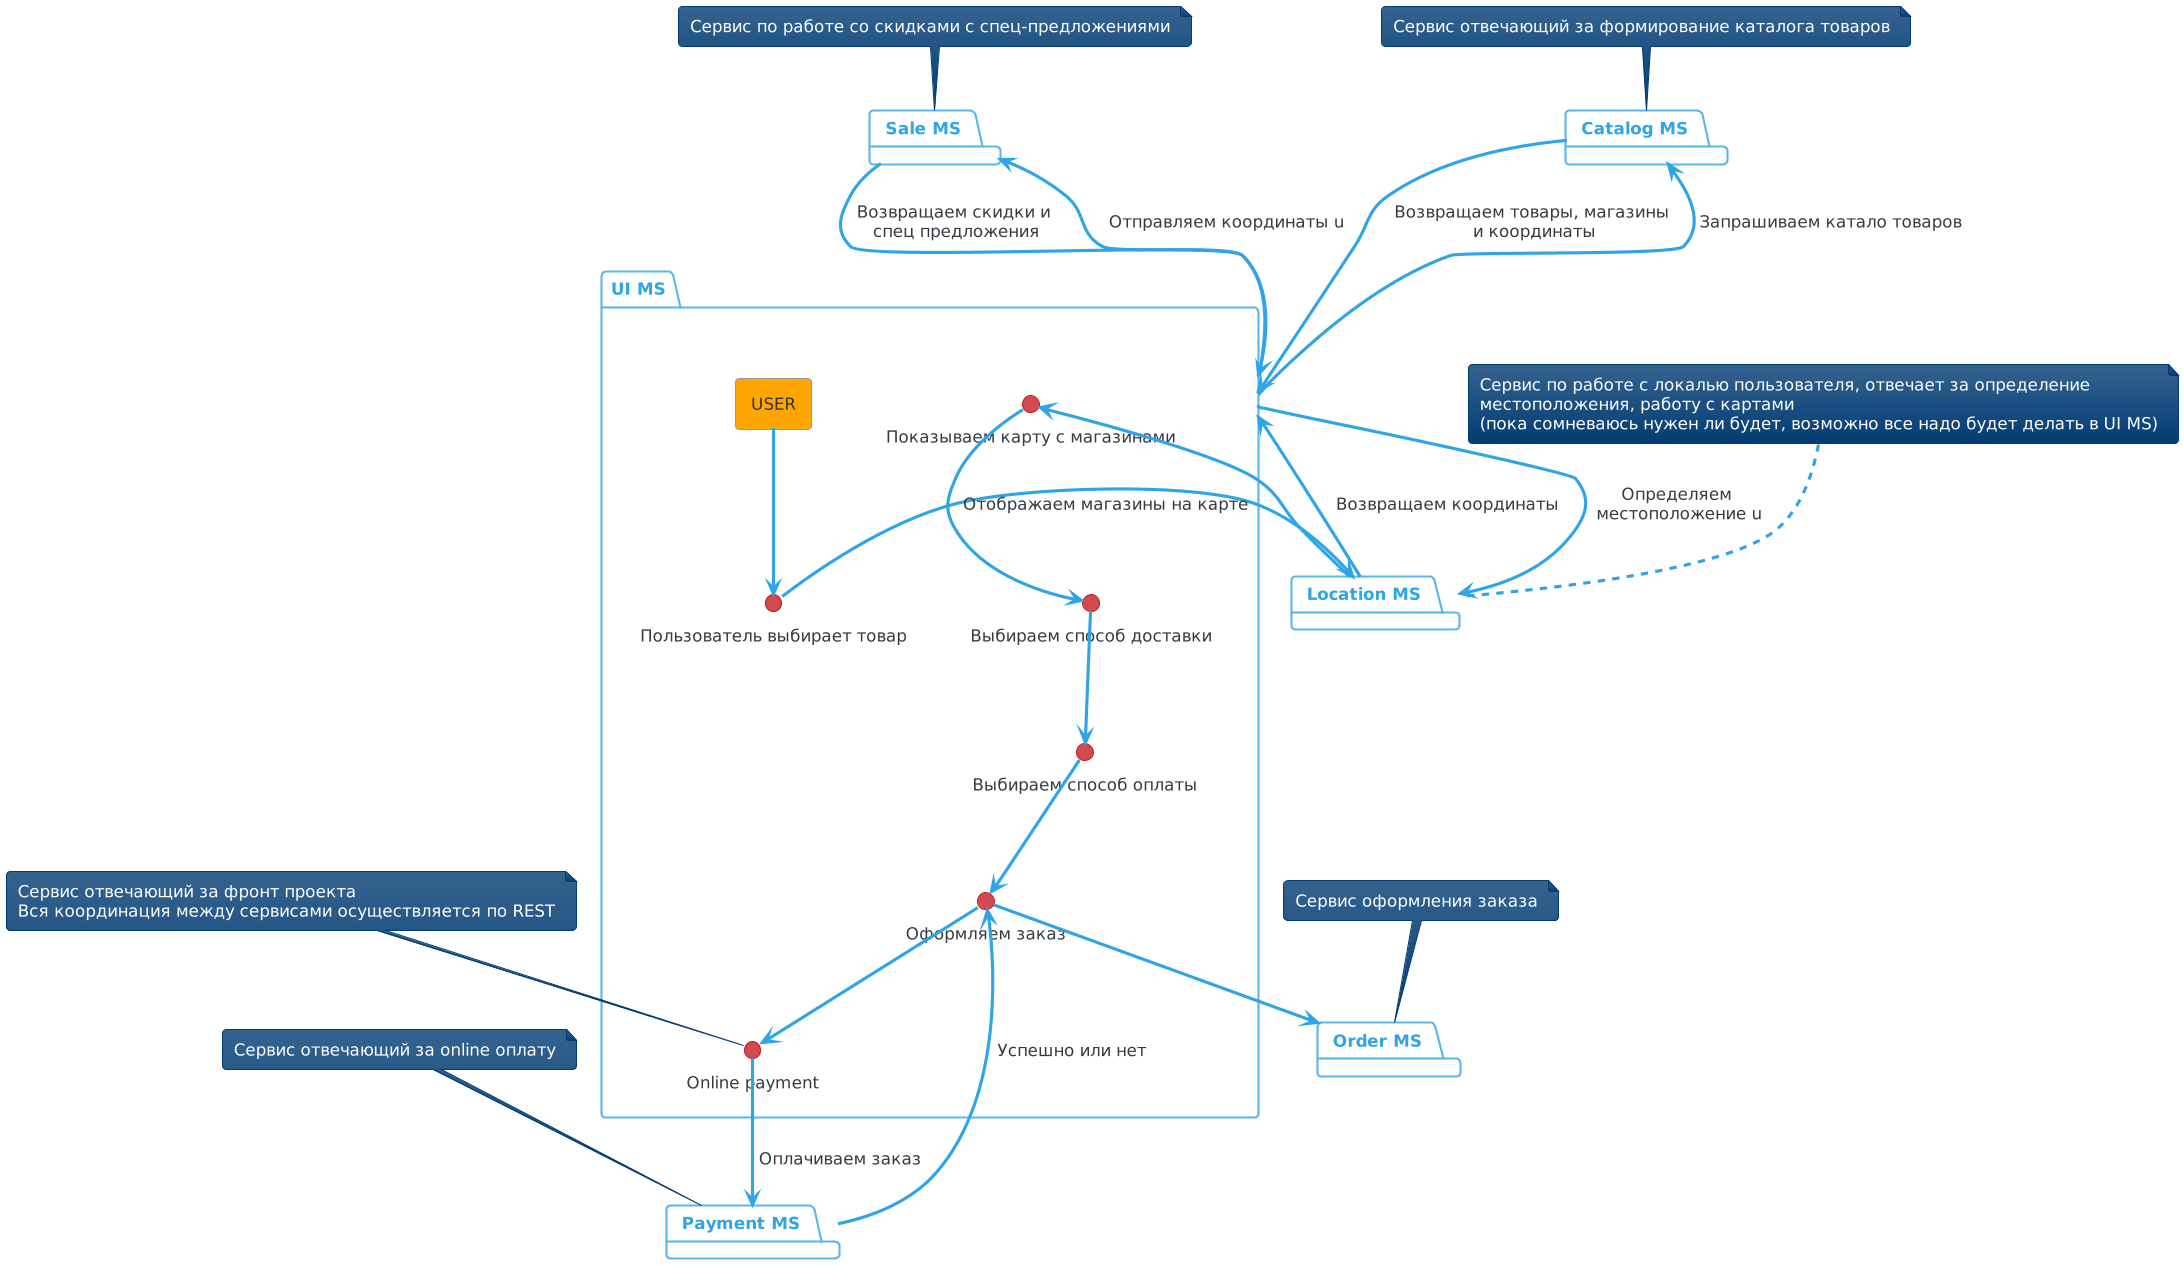 Сервис по работе со скидками с спец-предложениями
Сервис отвечающий за формирование каталога товаров
Sale MS
Catalog MS
Возвращаем скидки и
спец предложения
Отправляем координаты u
Возвращаем товары, магазины
и координаты
Запрашиваем катало товаров
UI MS
USER
Показываем карту с магазинами
Сервис по работе с локалью пользователя, отвечает за определение
местоположения, работу с картами
(пока сомневаюсь нужен ли будет, возможно все надо будет делать в UI MS)
Отображаем магазины на карте
Возвращаем координаты
Определяем
местоположение u
Location MS
Пользователь выбирает товар
Выбираем способ доставки
Выбираем способ оплаты
Сервис отвечающий за фронт проекта
Вся координация между сервисами осуществляется по REST
Оформляем заказ
Сервис оформления заказа
Сервис отвечающий за online оплату
Online payment
Успешно или нет
Order MS
Оплачиваем заказ
Payment MS